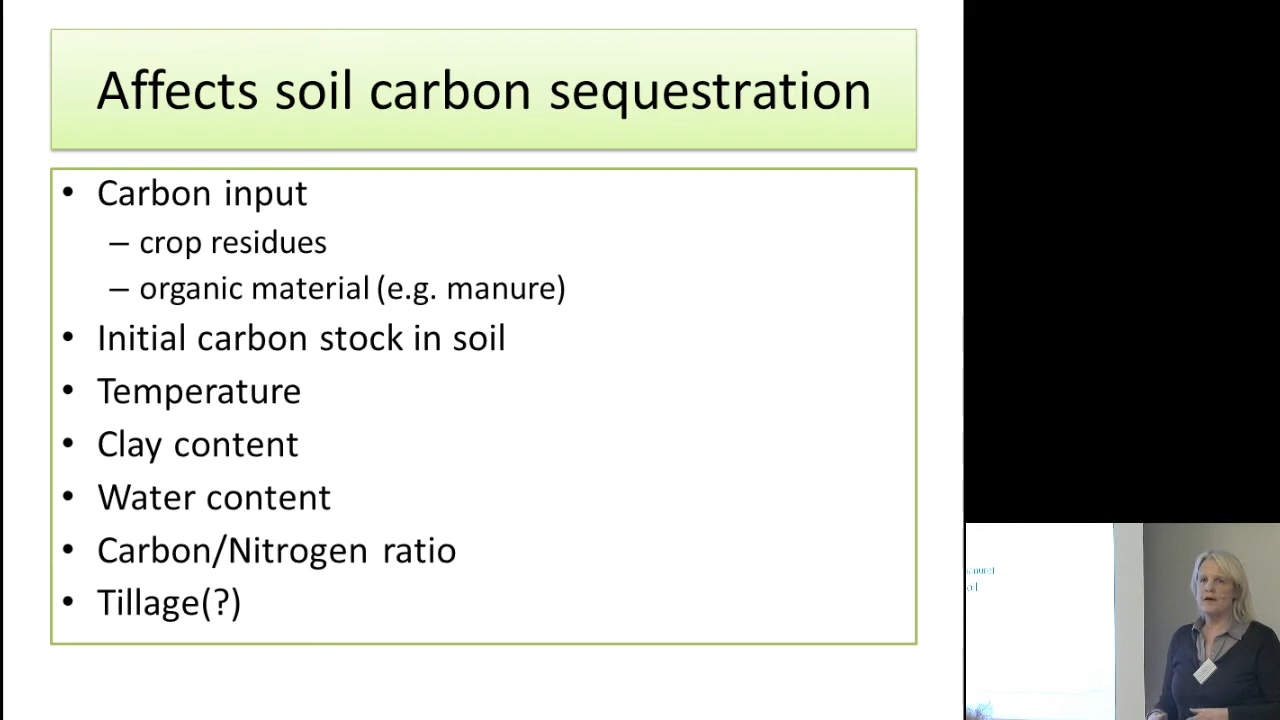 Affects soil carbon sequestration
• Carbon input
– crop residues
– organic material (e.g. manure)
• Initial carbon stock in soil
• Temperature
• Clay content
• Water content
• Carbon/Nitrogen ratio
• Tillage(?)